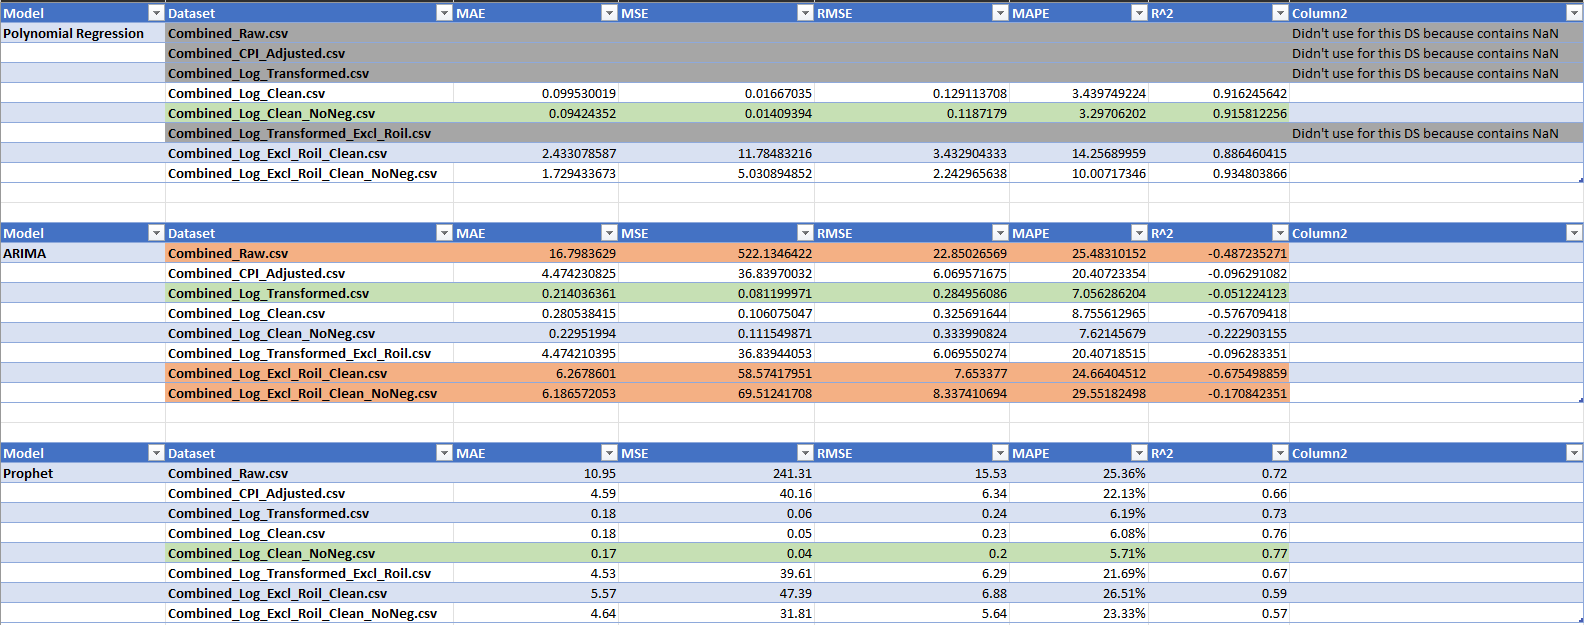 Model Dataset MAE MSE RMSE MAPE R^2 Column2
Polynomial Regression Combined_Raw.csv Didn't use for this DS because contains NaN
Combined_CPI_Adjusted.csv Didn't use for this DS because contains NaN
Combined_Log_Transformed.csv Didn't use for this DS because contains NaN
Combined_Log_Clean.csv 0.099530019 0.01667035 0.129113708 3.439749224 0.916245642
Combined_Log_Clean_NoNeg.csv 0.09424352 0.01409394 0.1187179 3.29706202 0.915812256
Combined_Log_Transformed_Excl_Roil.csv Didn't use for this DS because contains NaN
Combined_Log_Excl_Roil_Clean.csv 2.433078587 11.78483216 3.432904333 14.25689959 0.886460415
Combined_Log_Excl_Roil_Clean_NoNeg.csv 1.729433673 5.030894852 2.242965638 10.00717346 0.934803866
Model Dataset MAE MSE RMSE MAPE R^2 Column2
ARIMA Combined_Raw.csv 16.7983629 522.1346422 22.85026569 25.48310152 -0.487235271
Combined_CPI_Adjusted.csv 4.474230825 36.83970032 6.069571675 20.40723354 -0.096291082
Combined_Log_Transformed.csv 0.214036361 0.081199971 0.284956086 7.056286204 -0.051224123
Combined_Log_Clean.csv 0.280538415 0.106075047 0.325691644 8.755612965 -0.576709418
Combined_Log_Clean_NoNeg.csv 0.22951994 0.111549871 0.333990824 7.62145679 -0.222903155
Combined_Log_Transformed_Excl_Roil.csv 4.474210395 36.83944053 6.069550274 20.40718515 -0.096283351
Combined_Log_Excl_Roil_Clean.csv 6.2678601 58.57417951 7.653377 24.66404512 -0.675498859
Combined_Log_Excl_Roil_Clean_NoNeg.csv 6.186572053 69.51241708 8.337410694 29.55182498 -0.170842351
Model Dataset MAE MSE RMSE MAPE R^2 Column2
Prophet Combined_Raw.csv 10.95 241.31 15.53 25.36% 0.72
Combined_CPI_Adjusted.csv 4.59 40.16 6.34 22.13% 0.66
Combined_Log_Transformed.csv 0.18 0.06 0.24 6.19% 0.73
Combined_Log_Clean.csv 0.18 0.05 0.23 6.08% 0.76
Combined_Log_Clean_NoNeg.csv 0.17 0.04 0.2 5.71% 0.77
Combined_Log_Transformed_Excl_Roil.csv 4.53 39.61 6.29 21.69% 0.67
Combined_Log_Excl_Roil_Clean.csv 5.57 47.39 6.88 26.51% 0.59
Combined_Log_Excl_Roil_Clean_NoNeg.csv 4.64 31.81 5.64 23.33% 0.57